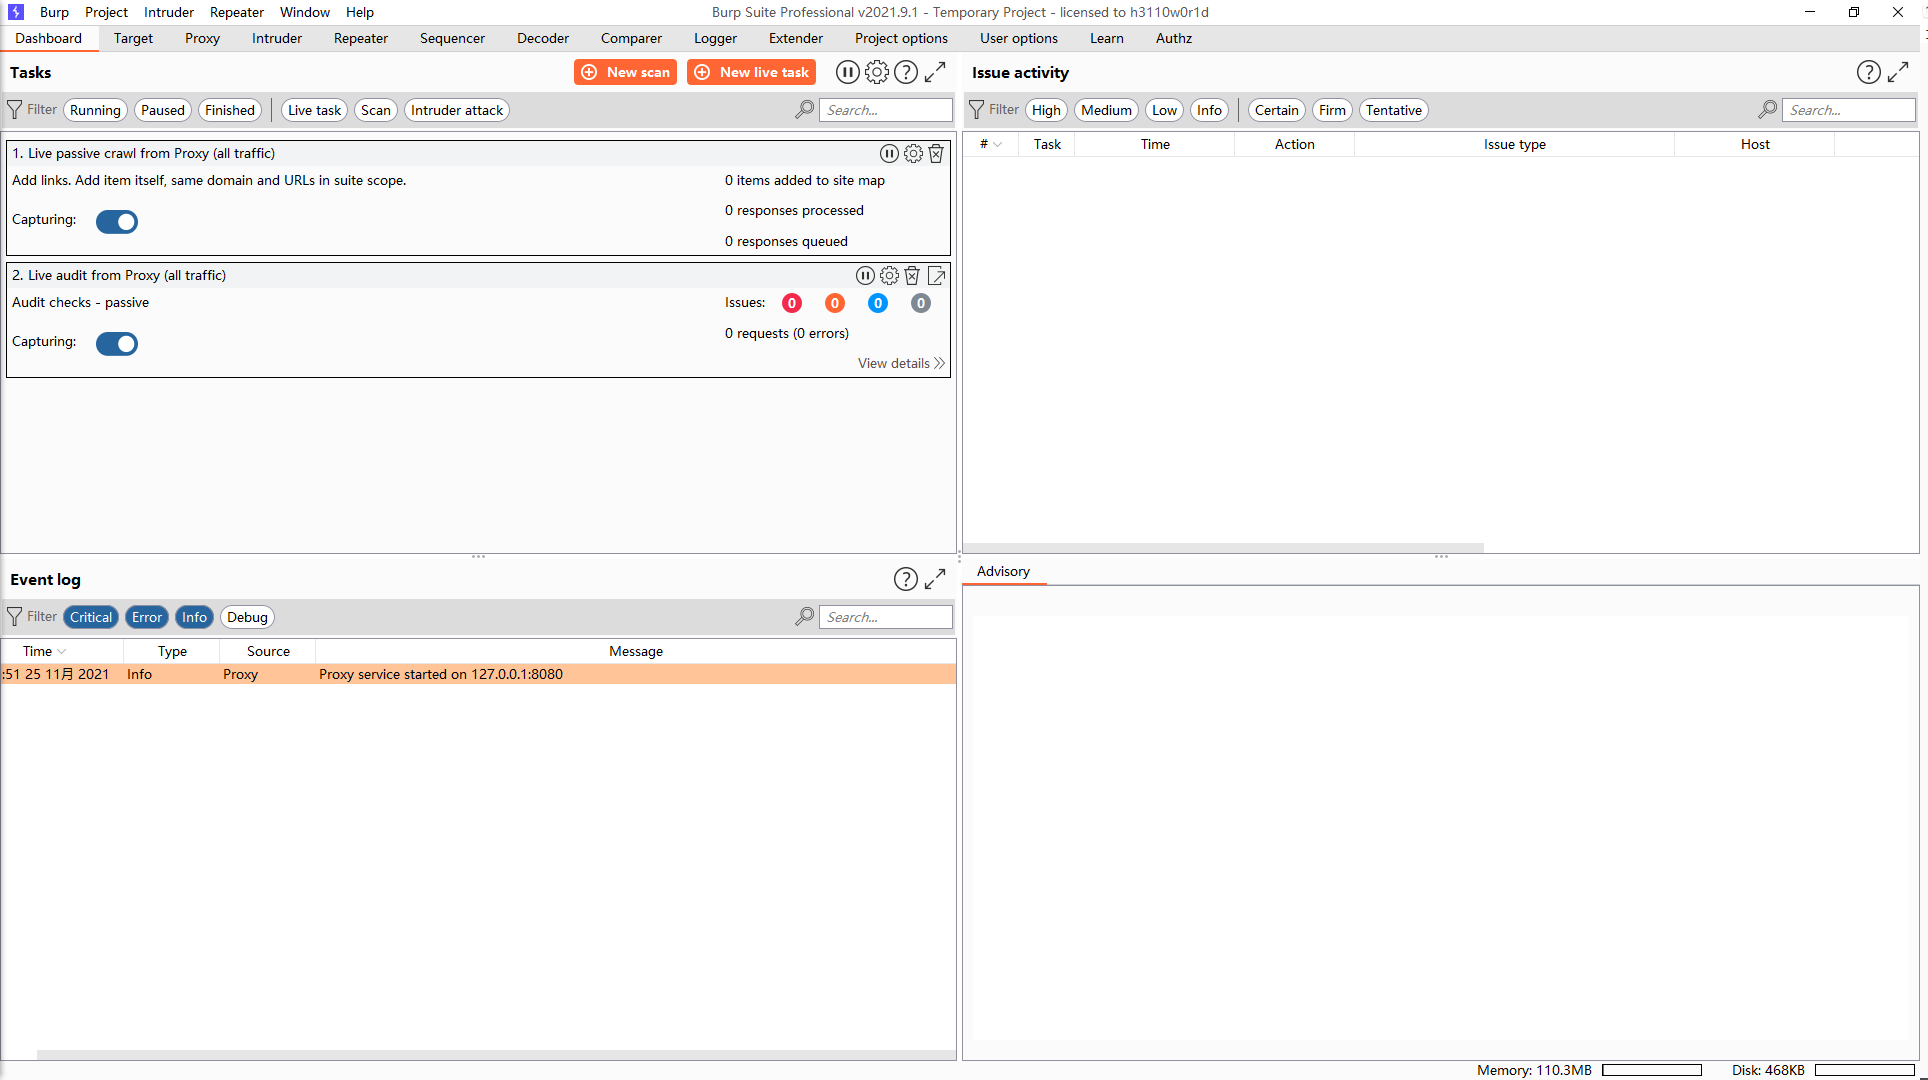 Burp Project Intruder Repeater Window Help Burp Suite Professional v2021.9.1 - Temporary Project - licensed to h3110w0r1d
Dashboard Target Proxy Intruder Repeater Sequencer Decoder Comparer Logger Extender Project options User options Learn Authz
Tasks New scan New live task
Filter Running Paused Finished Live task Scan Intruder attack Search...
1. Live passive crawl from Proxy (all traffic)
Add links. Add item itself, same domain and URLs in suite scope. 0 items added to site map
0 responses processed
Capturing:
0 responses queued
2. Live audit from Proxy (all traffic)
Audit checks - passive Issues: 0 0 0 0
0 requests (0 errors)
Capturing:
View details
Issue activity
Filter High Medium Low Info Certain Firm Tentative Search...
# Task Time Action Issue type Host
Event log
Filter Critical Error Info Debug Search...
Time Type Source Message
:51 25 11月 2021 Info Proxy Proxy service started on 127.0.0.1:8080
Advisory
Memory: 110.3MB Disk: 468KB